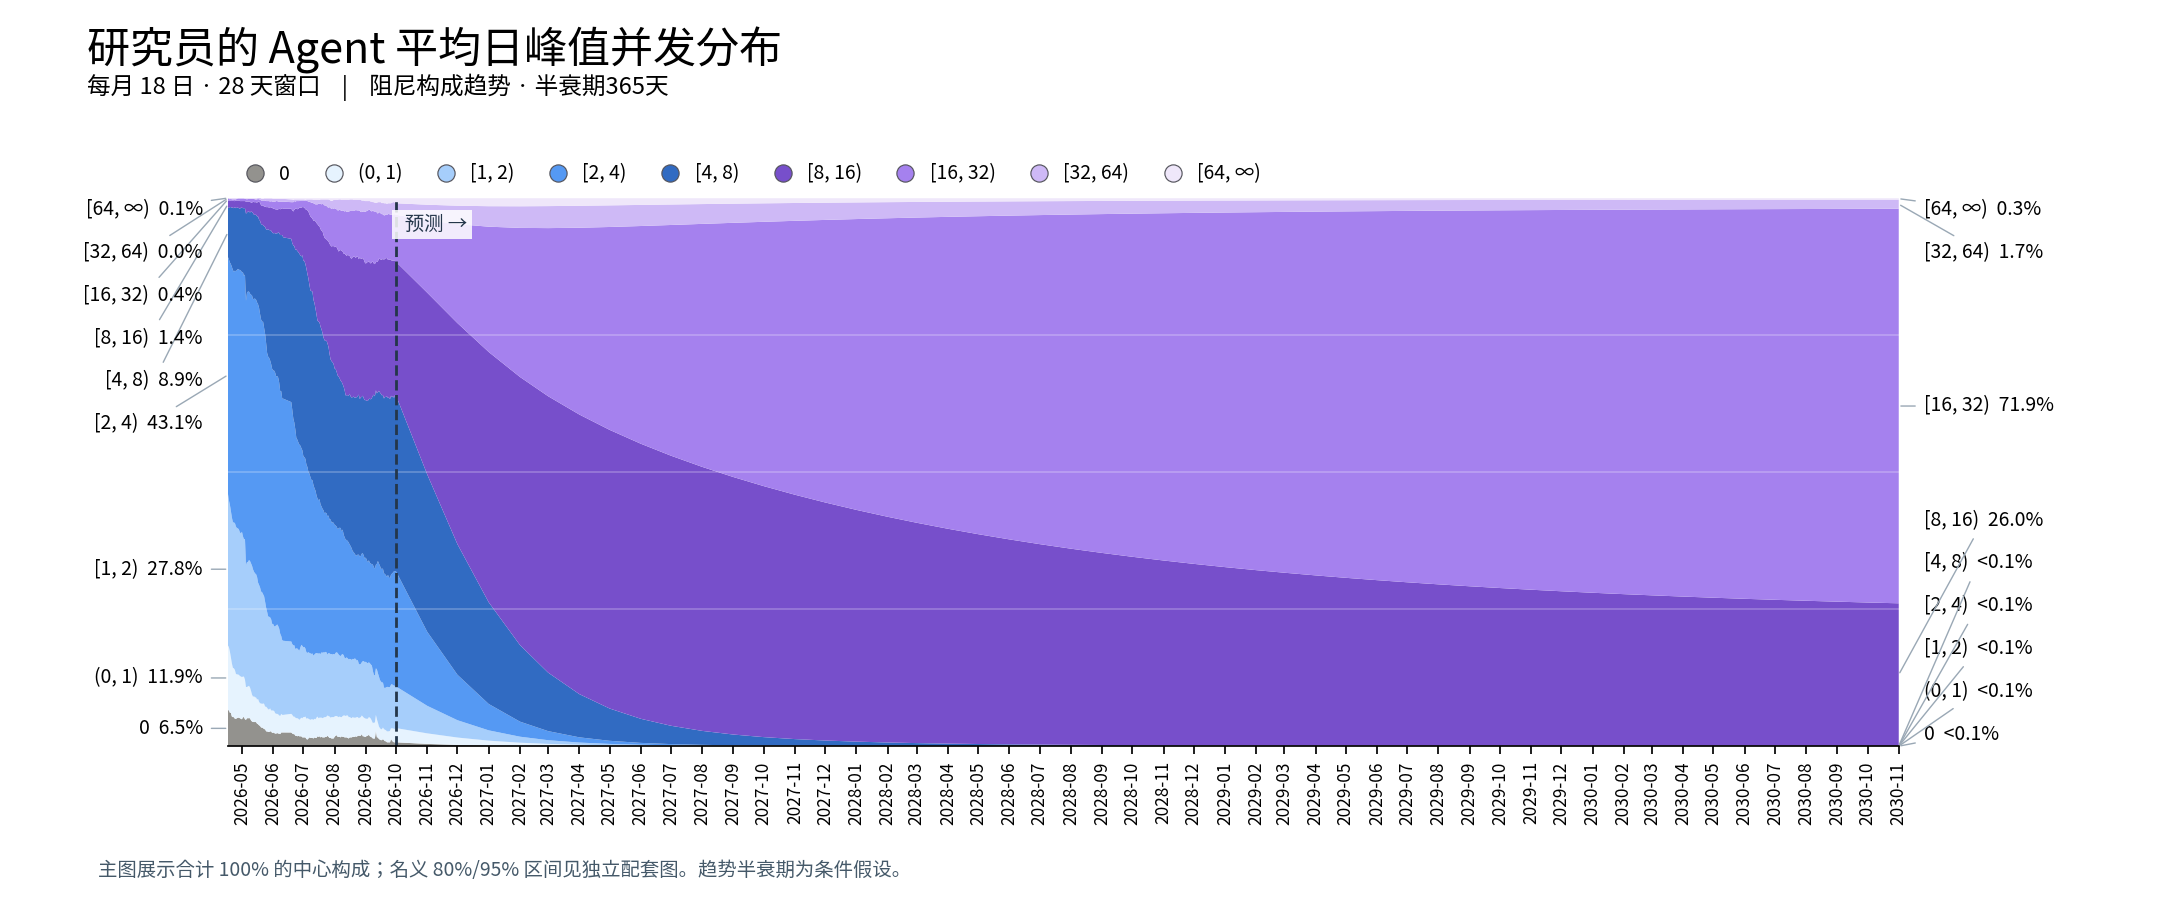 研究员的 Agent 平均日峰值并发分布
每月 18 日 · 28 天窗口 | 阻尼构成趋势 · 半衰期365天
0 (0, 1) [1, 2) [2, 4) [4, 8) [8, 16) [16, 32) [32, 64) [64, ∞)
[64, ∞) 0.1%
[32, 64) 0.0%
[16, 32) 0.4%
[8, 16) 1.4%
[4, 8) 8.9%
[2, 4) 43.1%
[1, 2) 27.8%
(0, 1) 11.9%
0 6.5%
预测 →
[64, ∞) 0.3%
[32, 64) 1.7%
[16, 32) 71.9%
[8, 16) 26.0%
[4, 8) <0.1%
[2, 4) <0.1%
[1, 2) <0.1%
(0, 1) <0.1%
0 <0.1%
2026-05 2026-06 2026-07 2026-08 2026-09 2026-10 2026-11 2026-12 2027-01 2027-02 2027-03 2027-04 2027-05 2027-06 2027-07 2027-08 2027-09 2027-10 2027-11 2027-12 2028-01 2028-02 2028-03 2028-04 2028-05 2028-06 2028-07 2028-08 2028-09 2028-10 2028-11 2028-12 2029-01 2029-02 2029-03 2029-04 2029-05 2029-06 2029-07 2029-08 2029-09 2029-10 2029-11 2029-12 2030-01 2030-02 2030-03 2030-04 2030-05 2030-06 2030-07 2030-08 2030-09 2030-10 2030-11
主图展示合计 100% 的中心构成；名义 80%/95% 区间见独立配套图。趋势半衰期为条件假设。